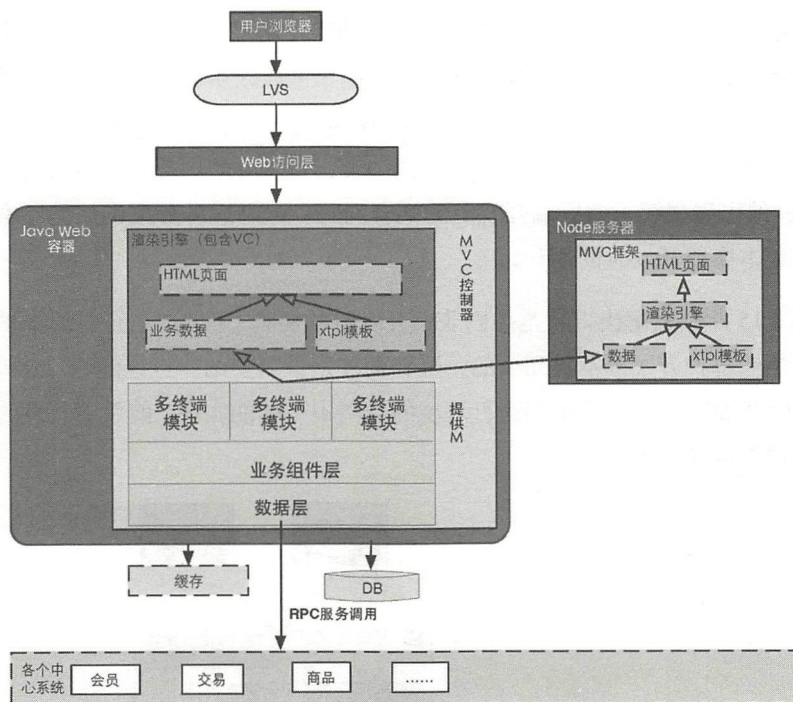 用户浏览器
LVS
Web访问层
Java Web
容器
渲染引擎（包含VC）
HTML页面
业务数据
xtpl模板
MVC控制器
多终端
模块
多终端
模块
多终端
模块
提供M
业务组件层
数据层
Node服务器
MVC框架
HTML页面
渲染引擎
数据
xtpl模板
缓存
DB
RPC服务调用
各个中
心系统
会员
交易
商品
……